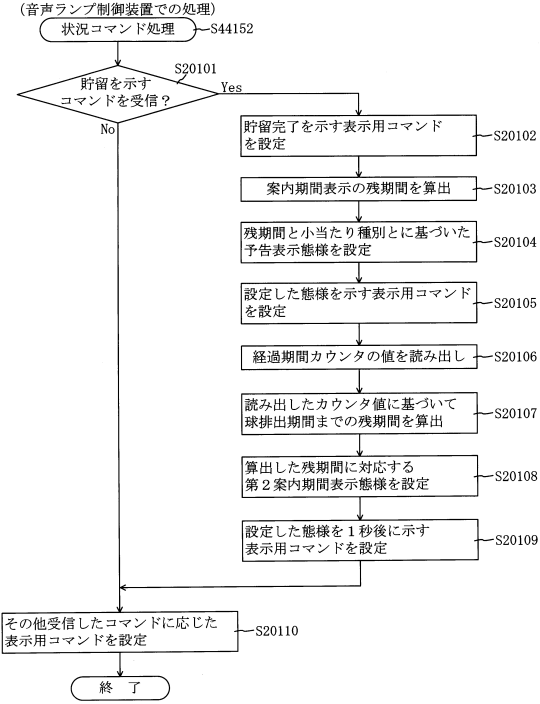 (音声ランプ制御装置での処理)
状況コマンド処理
S44152
S20101
貯留を示す
コマンドを受信？
Yes
No
貯留完了を示す表示用コマンド
を設定
S20102
案内期間表示の残期間を算出
S20103
残期間と小当たり種別とに基づいた
予告表示態様を設定
S20104
設定した態様を示す表示用コマンド
を設定
S20105
経過期間カウンタの値を読み出し
S20106
読み出したカウンタ値に基づいて
球排出期間までの残期間を算出
S20107
算出した残期間に対応する
第２案内期間表示態様を設定
S20108
設定した態様を１秒後に示す
表示用コマンドを設定
S20109
その他受信したコマンドに応じた
表示用コマンドを設定
S20110
終　了